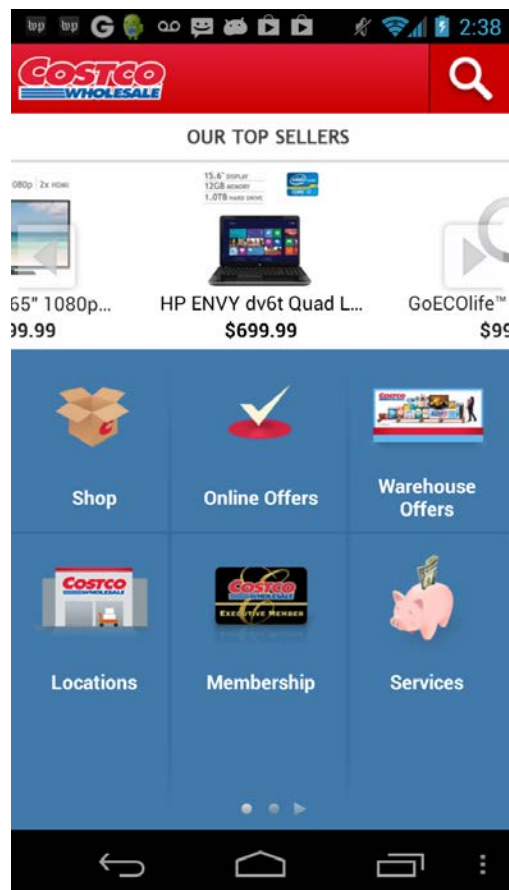 2:38
COSTCO
WHOLESALE
OUR TOP SELLERS
15.6" DISPLAY
12GB MEMORY
1.0TB HARD DRIVE
080p 2x HDMI
65" 1080p...
99.99
HP ENVY dv6t Quad L...
$699.99
GoECOlife™
$99
Shop
Online Offers
Warehouse
Offers
COSTCO
WHOLESALE
Locations
COSTCO
WHOLESALE
EXECUTIVE MEMBER
Membership
Services